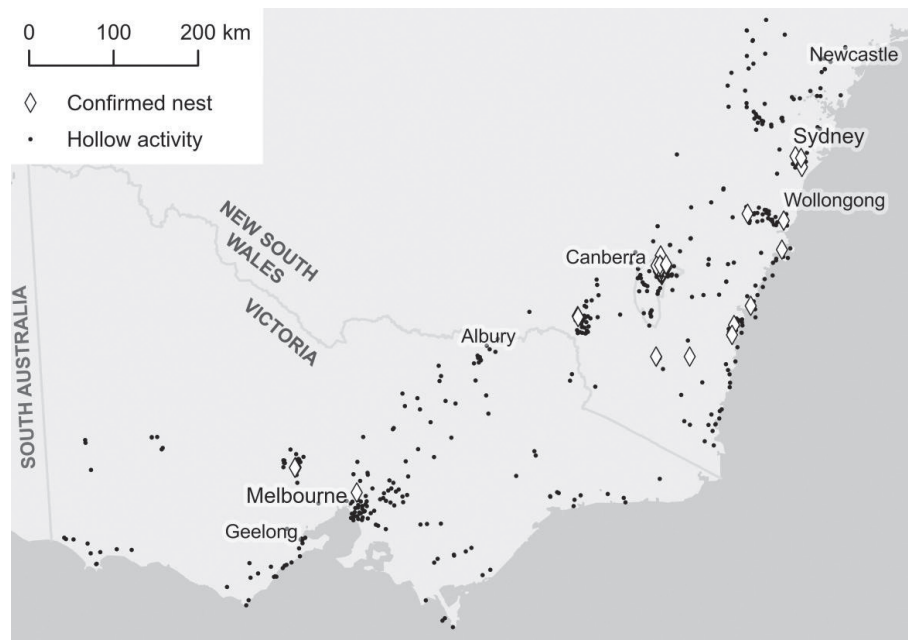 0 100 200 km
Confirmed nest
Hollow activity
Newcastle
Sydney
Wollongong
NEW SOUTH
WALES
Canberra
VICTORIA
Albury
SOUTH AUSTRALIA
Melbourne
Geelong